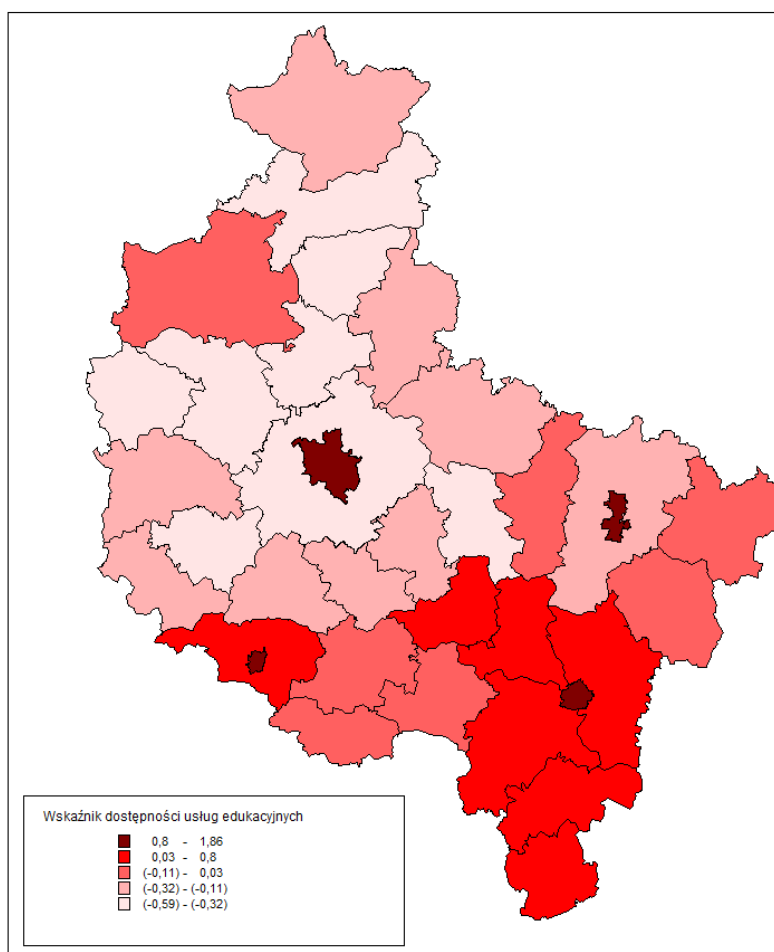 Wskaźnik dostępności usług edukacyjnych
0,8 - 1,86
0,03 - 0,8
(-0,11) - 0,03
(-0,32) - (-0,11)
(-0,59) - (-0,32)